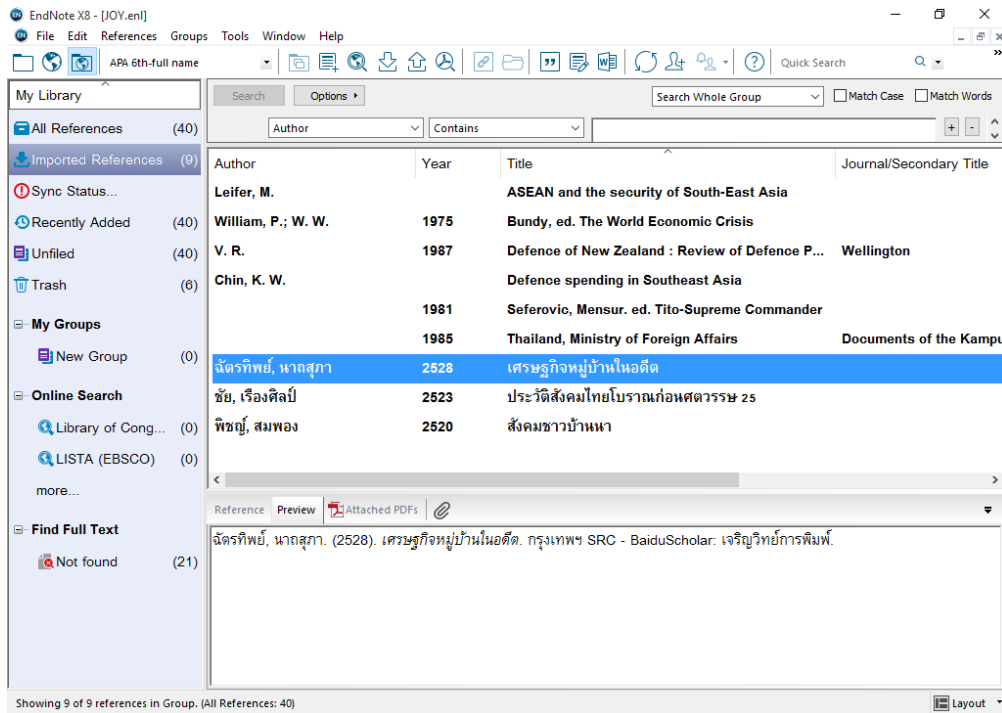 EndNote X8 - [JOY.enl]
File Edit References Groups Tools Window Help
APA 6th-full name Quick Search
My Library
All References (40)
Imported References (9)
Sync Status...
Recently Added (40)
Unfiled (40)
Trash (6)
My Groups
New Group (0)
Online Search
Library of Cong... (0)
LISTA (EBSCO) (0)
more...
Find Full Text
Not found (21)
Search Options Search Whole Group Match Case Match Words
Author Contains + -
Author Year Title Journal/Secondary Title
Leifer, M. ASEAN and the security of South-East Asia
William, P.; W. W. 1975 Bundy, ed. The World Economic Crisis
V. R. 1987 Defence of New Zealand : Review of Defence P... Wellington
Chin, K. W. Defence spending in Southeast Asia
1981 Seferovic, Mensur. ed. Tito-Supreme Commander
1985 Thailand, Ministry of Foreign Affairs Documents of the Kampu
ฉัตรทิพย์, นาถสุภา 2528 เศรษฐกิจหมู่บ้านในอดีต
ชัย, เรืองศิลป์ 2523 ประวัติสังคมไทยโบราณก่อนศตวรรษ 25
พิชญ์, สมพอง 2520 สังคมชาวบ้านนา
Reference Preview Attached PDFs
ฉัตรทิพย์, นาถสุภา. (2528). เศรษฐกิจหมู่บ้านในอดีต. กรุงเทพฯ SRC - BaiduScholar: เจริญวิทย์การพิมพ์.
Showing 9 of 9 references in Group. (All References: 40) Layout